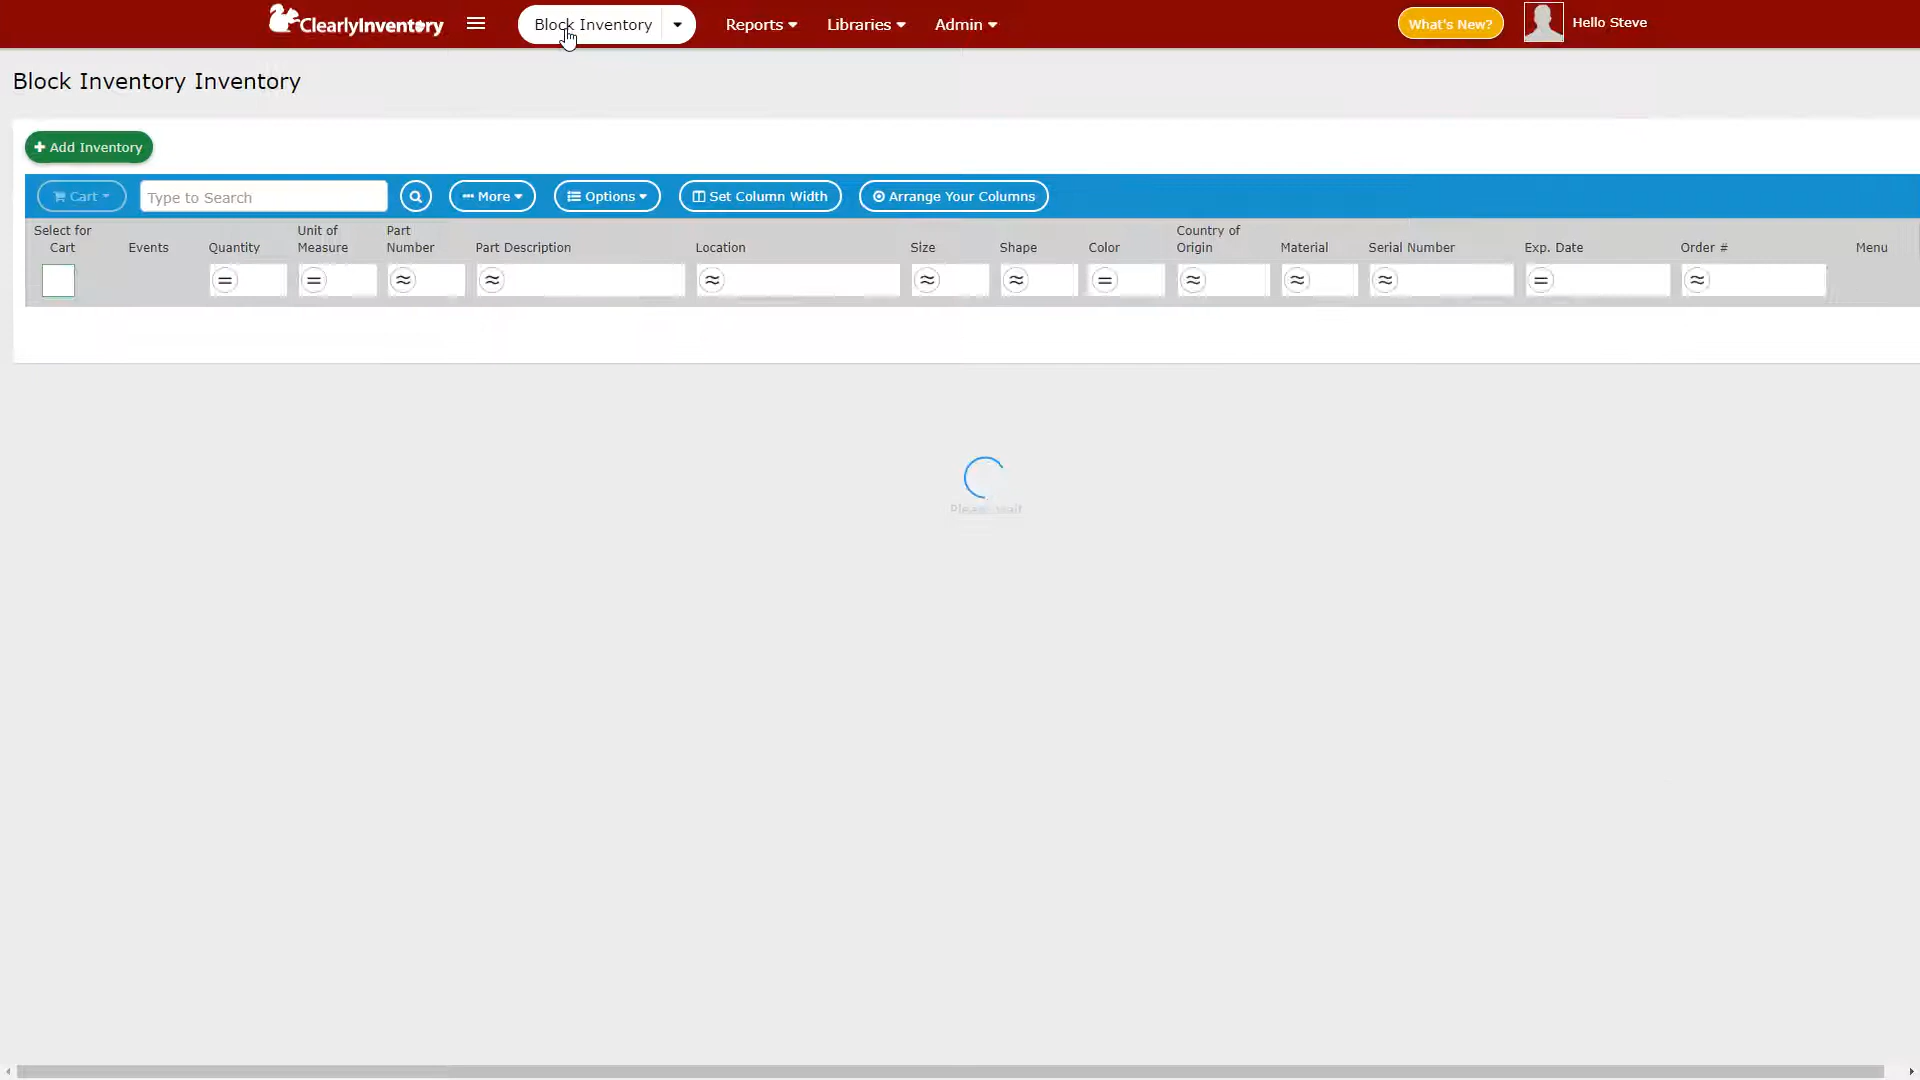 ClearlyInventory
Block Inventory
Reports
Libraries
Admin
What's New?
Hello Steve
Block Inventory Inventory
+ Add Inventory
Cart
Type to Search
More
Options
Set Column Width
Arrange Your Columns
Select for
Cart
Events
Quantity
Unit of
Measure
Part
Number
Part Description
Location
Size
Shape
Color
Country of
Origin
Material
Serial Number
Exp. Date
Order #
Menu
= = ≈ ≈ ≈ ≈ ≈ = ≈ ≈ ≈ = ≈
Please wait